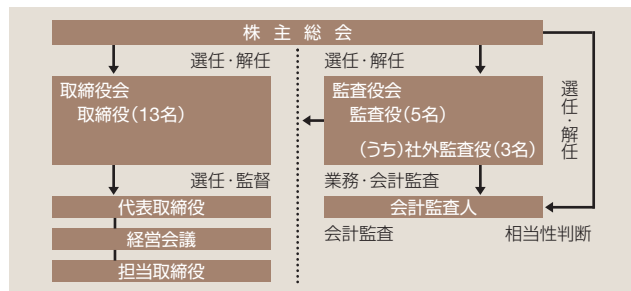 株主総会
選任・解任
選任・解任
選任・解任
取締役会
取締役（13名）
監査役会
監査役（5名）
（うち）社外監査役（3名）
選任・監督
業務・会計監査
代表取締役
会計監査人
経営会議
会計監査
相当性判断
担当取締役